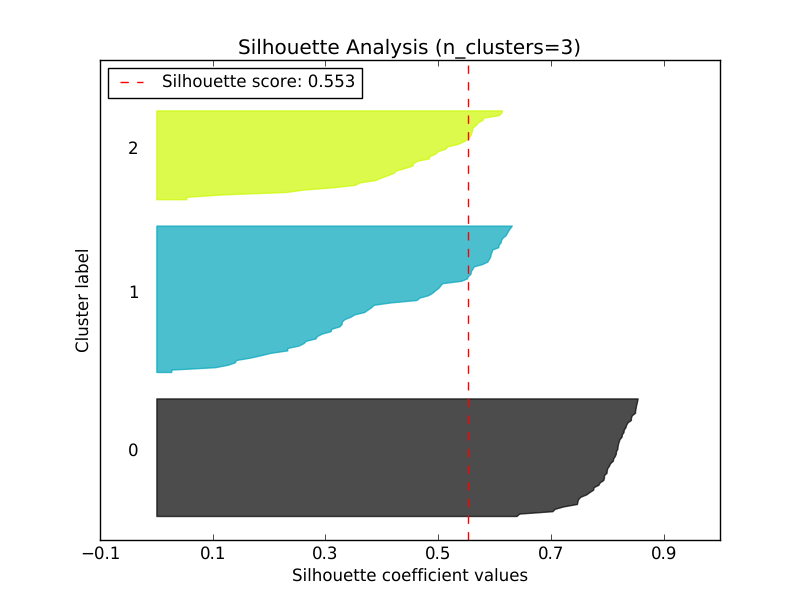 Silhouette Analysis (n_clusters=3)
Silhouette score: 0.553
2
1
0
Cluster label
−0.1 0.1 0.3 0.5 0.7 0.9
Silhouette coefficient values